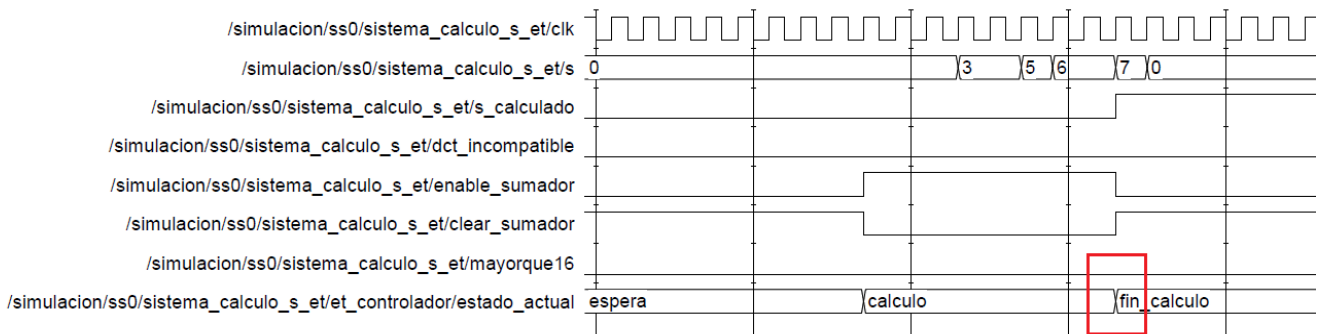 /simulacion/ss0/sistema_calculo_s_et/clk
/simulacion/ss0/sistema_calculo_s_et/s 0 3 5 6 7 0
/simulacion/ss0/sistema_calculo_s_et/s_calculado
/simulacion/ss0/sistema_calculo_s_et/dct_incompatible
/simulacion/ss0/sistema_calculo_s_et/enable_sumador
/simulacion/ss0/sistema_calculo_s_et/clear_sumador
/simulacion/ss0/sistema_calculo_s_et/mayorque16
/simulacion/ss0/sistema_calculo_s_et/et_controlador/estado_actual espera calculo fin_calculo